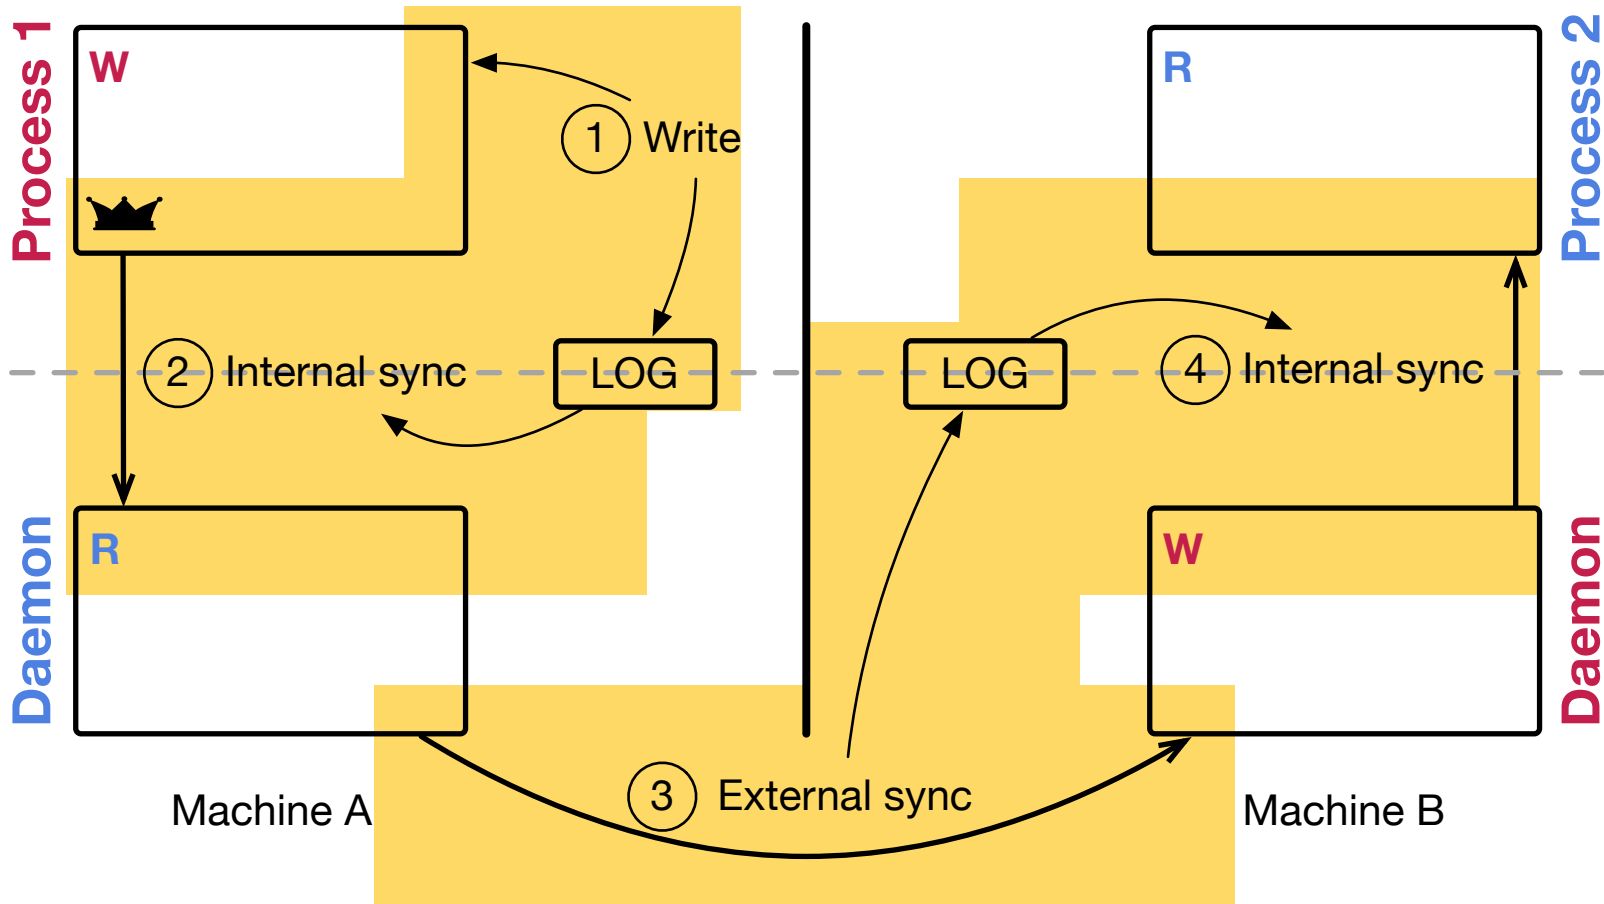 Process 1
W
1 Write
R
Process 2
2 Internal sync
LOG
LOG
4 Internal sync
Daemon
R
W
Daemon
Machine A
3 External sync
Machine B